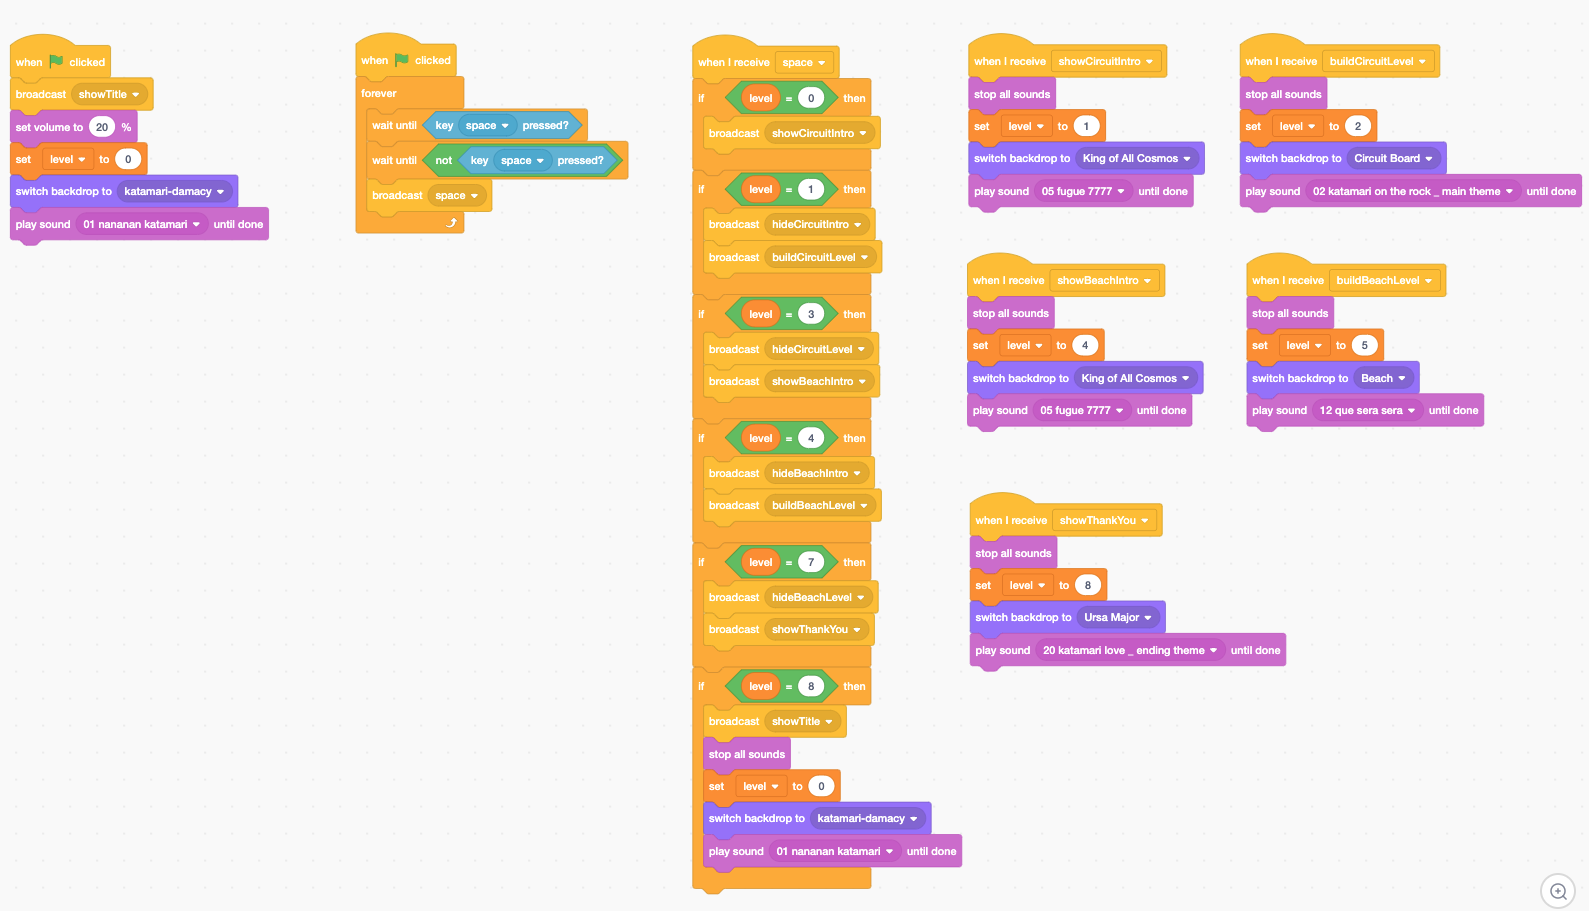 when clicked
broadcast showTitle
set volume to 20 %
set level to 0
switch backdrop to katamari-damacy
play sound 01 nananan katamari until done
when clicked
forever
wait until key space pressed?
wait until not key space pressed?
broadcast space
when I receive space
if level = 0 then
broadcast showCircuitIntro
if level = 1 then
broadcast hideCircuitIntro
broadcast buildCircuitLevel
if level = 3 then
broadcast hideCircuitLevel
broadcast showBeachIntro
if level = 4 then
broadcast hideBeachIntro
broadcast buildBeachLevel
if level = 7 then
broadcast hideBeachLevel
broadcast showThankYou
if level = 8 then
broadcast showTitle
stop all sounds
set level to 0
switch backdrop to katamari-damacy
play sound 01 nananan katamari until done
when I receive showCircuitIntro
stop all sounds
set level to 1
switch backdrop to King of All Cosmos
play sound 05 fugue 7777 until done
when I receive buildCircuitLevel
stop all sounds
set level to 2
switch backdrop to Circuit Board
play sound 02 katamari on the rock _ main theme until done
when I receive showBeachIntro
stop all sounds
set level to 4
switch backdrop to King of All Cosmos
play sound 05 fugue 7777 until done
when I receive buildBeachLevel
stop all sounds
set level to 5
switch backdrop to Beach
play sound 12 que sera sera until done
when I receive showThankYou
stop all sounds
set level to 8
switch backdrop to Ursa Major
play sound 20 katamari love _ ending theme until done